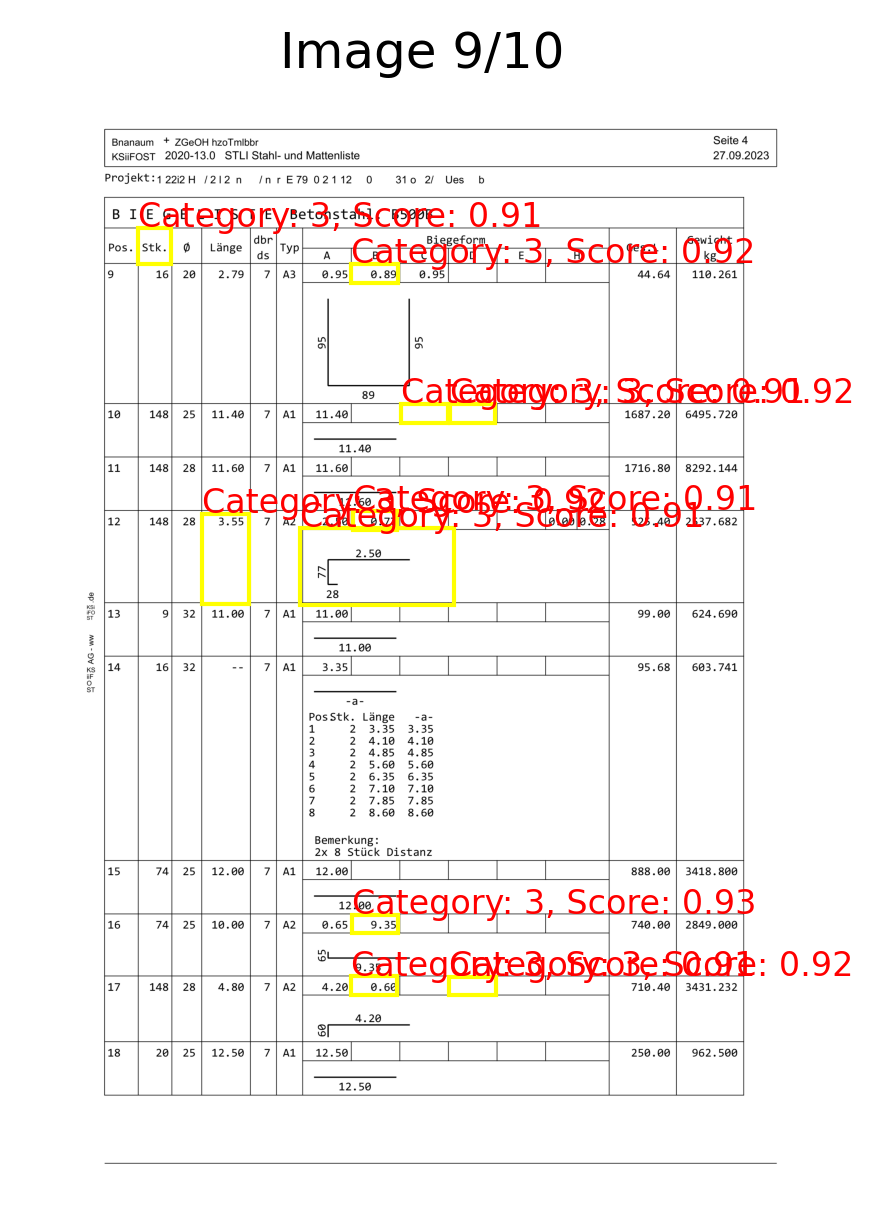 Image 9/10
Bnanaum + ZGeOH hzoTmlbbr Seite 4
KSiiFOST 2020-13.0 STLI Stahl- und Mattenliste 27.09.2023
Projekt:1 22i2 H / 2 l 2 n / n r E 79 0 2 1 12 0 31 o 2/ Ues b
B I E G E L I S T E Betonstahl: B500B
Category: 3, Score: 0.91
Pos. Stk. Ø Länge dbr ds Typ Biegeform Gewicht kg
A B C D E H
Category: 3, Score: 0.92
9 16 20 2.79 7 A3 0.95 0.89 0.95 44.64 110.261
95 95
89
Category: 3, Score: 0.91
Category: 3, Score: 0.92
10 148 25 11.40 7 A1 11.40 1687.20 6495.720
11.40
11 148 28 11.60 7 A1 11.60 1716.80 8292.144
11.60
Category: 3, Score: 0.92
Category: 3, Score: 0.91
Category: 3, Score: 0.91
12 148 28 3.55 7 A2 0.00 0.28 525.40 2537.682
2.50
77
28
13 9 32 11.00 7 A1 11.00 99.00 624.690
11.00
14 16 32 -- 7 A1 3.35 95.68 603.741
-a-
Pos Stk. Länge -a-
1 2 3.35 3.35
2 2 4.10 4.10
3 2 4.85 4.85
4 2 5.60 5.60
5 2 6.35 6.35
6 2 7.10 7.10
7 2 7.85 7.85
8 2 8.60 8.60
Bemerkung:
2x 8 Stück Distanz
15 74 25 12.00 7 A1 12.00 888.00 3418.800
12.00
Category: 3, Score: 0.93
16 74 25 10.00 7 A2 0.65 9.35 740.00 2849.000
65
9.35
Category: 3, Score: 0.91
Category: 3, Score: 0.92
17 148 28 4.80 7 A2 4.20 0.60 710.40 3431.232
4.20
60
18 20 25 12.50 7 A1 12.50 250.00 962.500
12.50
AG - ww .de